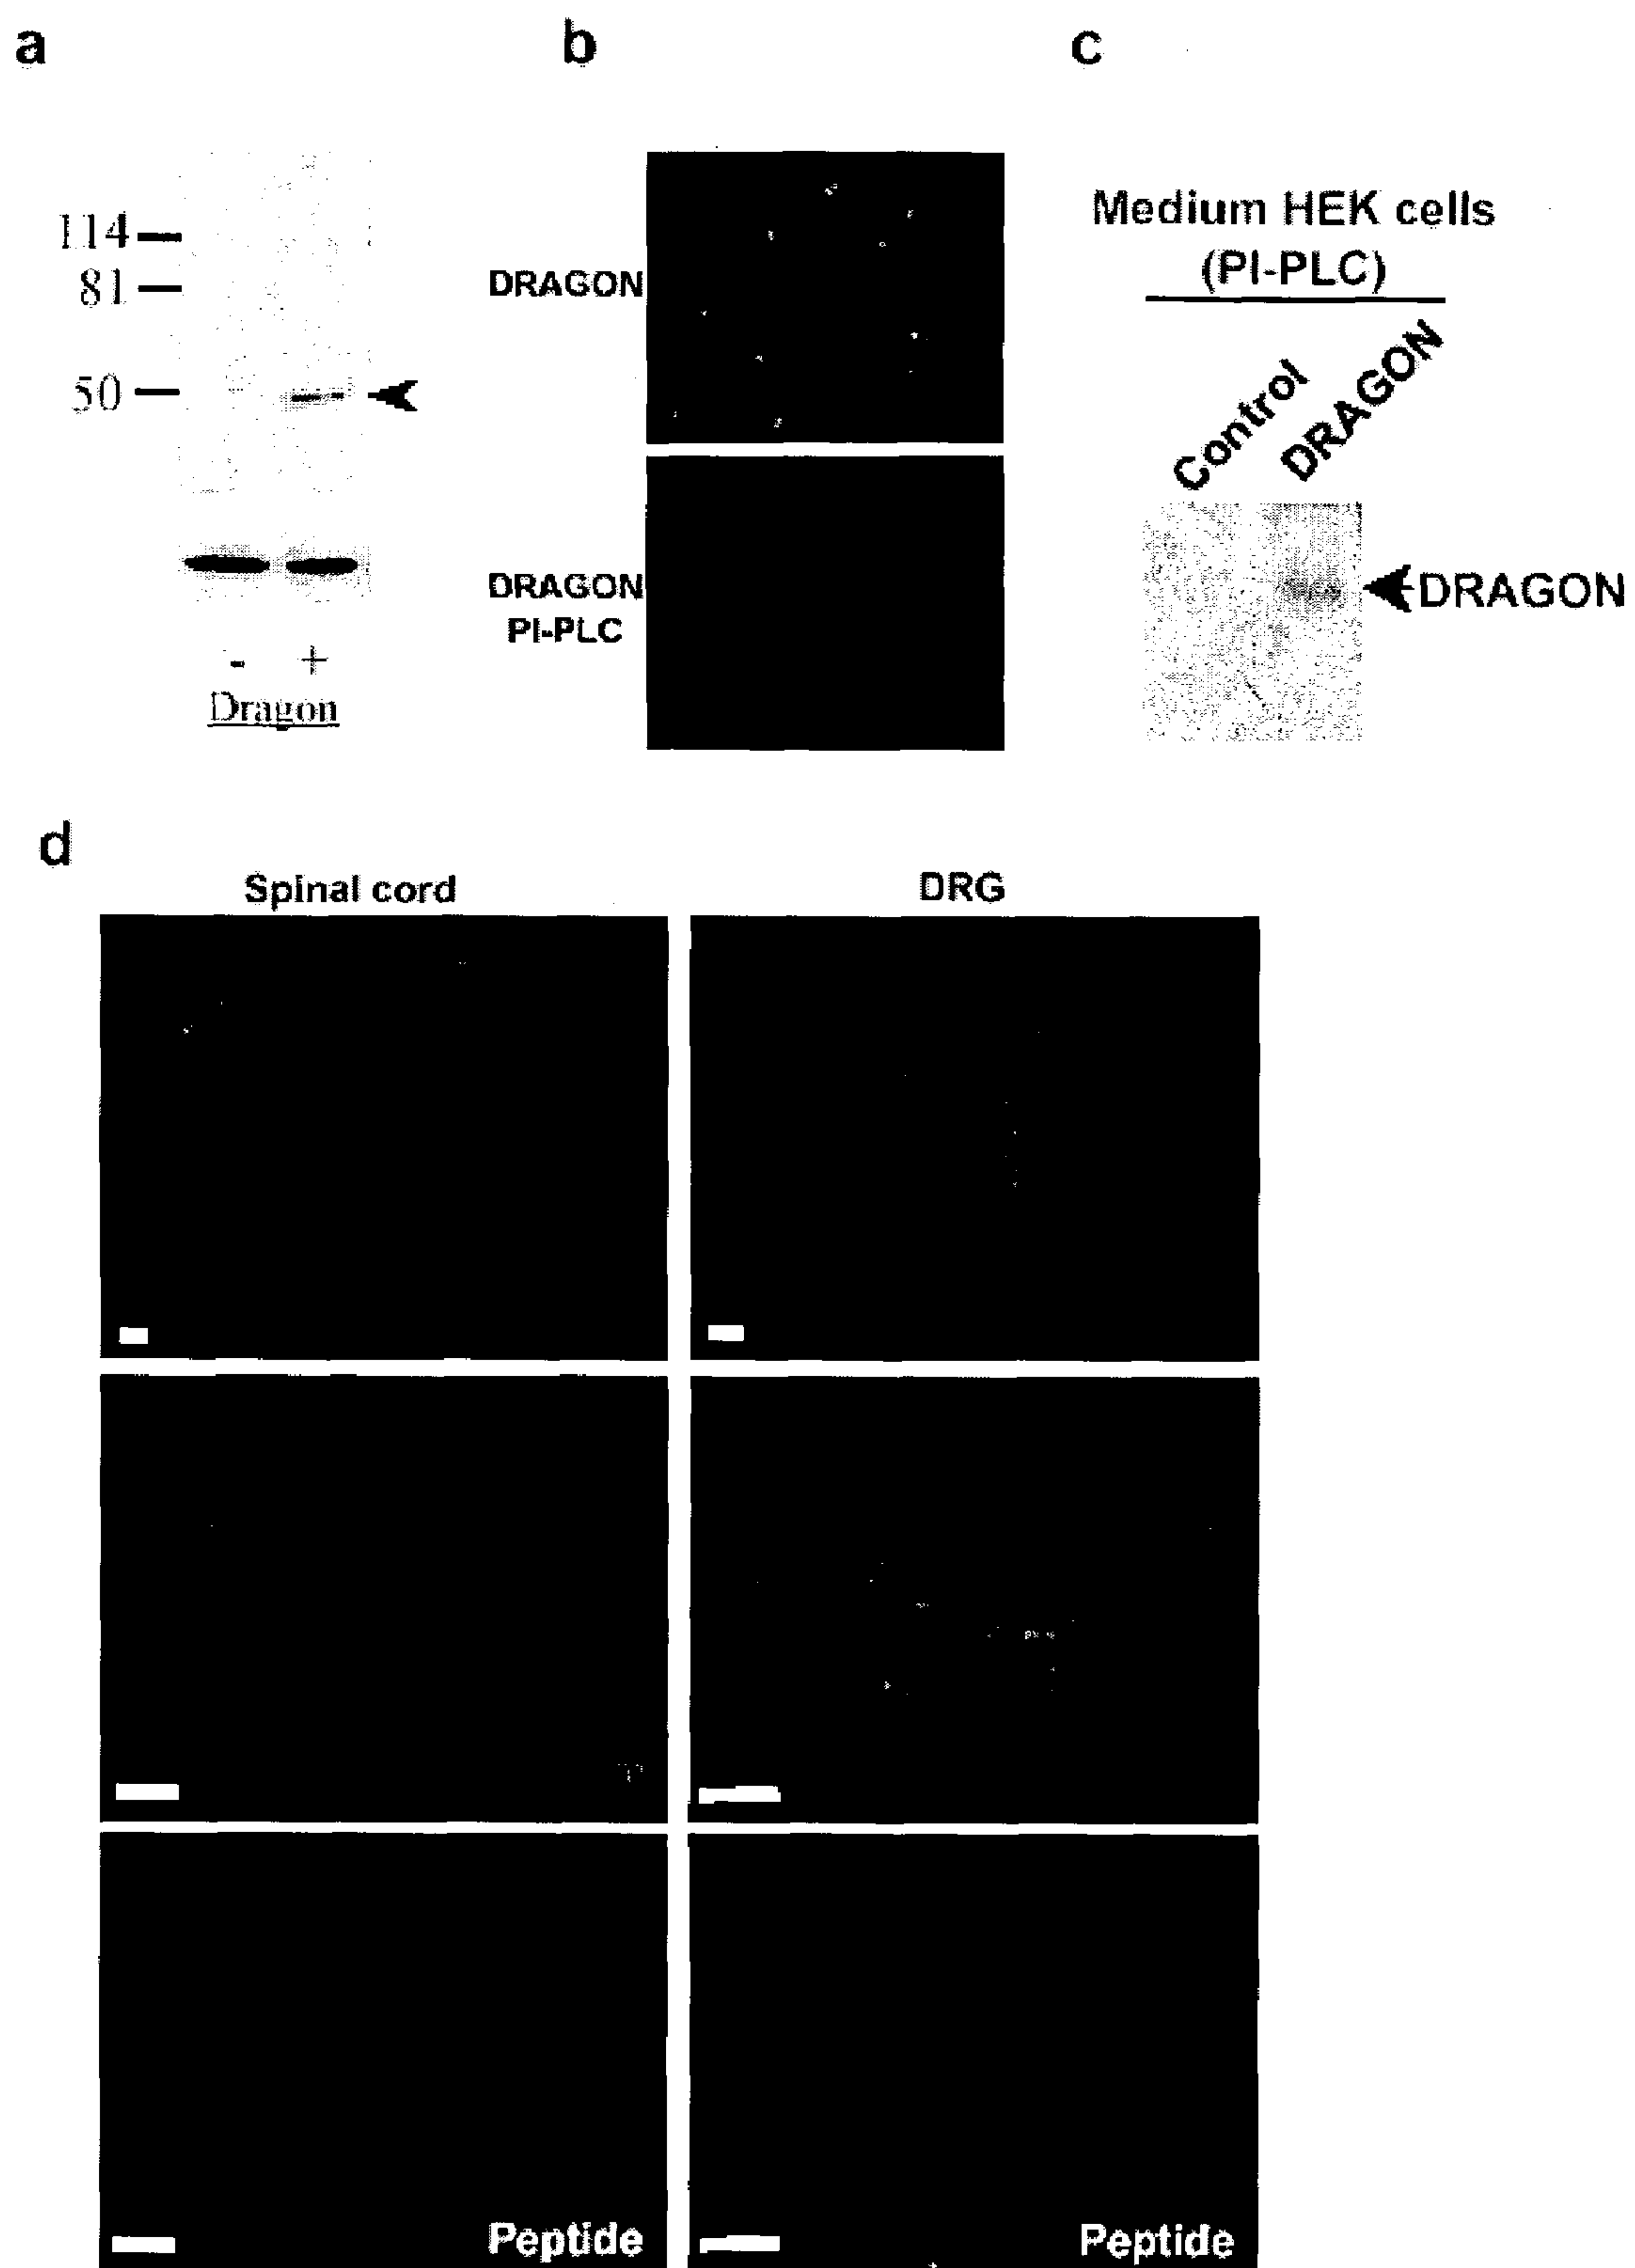 a
114
81
50
- +
Dragon
b
DRAGON
DRAGON
PI-PLC
c
Medium HEK cells
(PI-PLC)
Control
DRAGON
DRAGON
d
Spinal cord
DRG
Peptide
Peptide